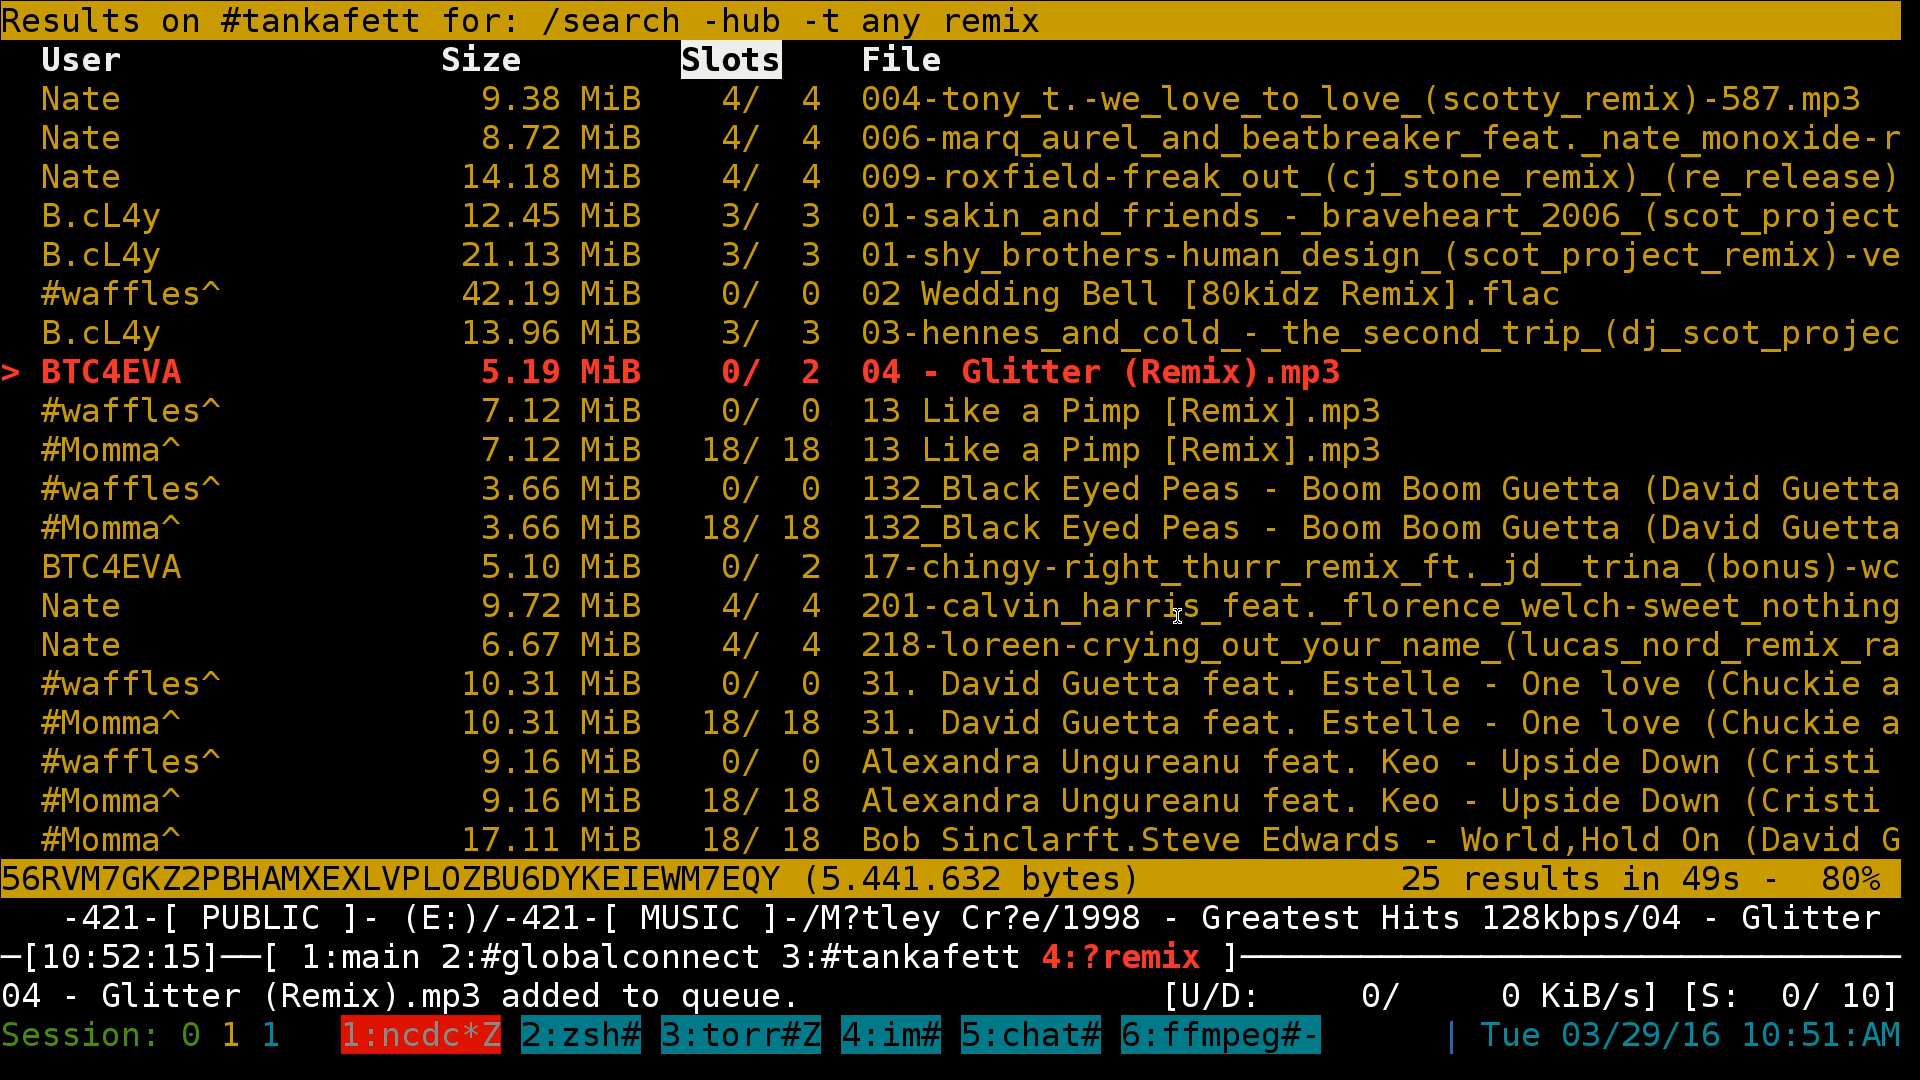 Results on #tankafett for: /search -hub -t any remix
User Size Slots File
Nate 9.38 MiB 4/ 4 004-tony_t.-we_love_to_love_(scotty_remix)-587.mp3
Nate 8.72 MiB 4/ 4 006-marq_aurel_and_beatbreaker_feat._nate_monoxide-r
Nate 14.18 MiB 4/ 4 009-roxfield-freak_out_(cj_stone_remix)_(re_release)
B.cL4y 12.45 MiB 3/ 3 01-sakin_and_friends_-_braveheart_2006_(scot_project
B.cL4y 21.13 MiB 3/ 3 01-shy_brothers-human_design_(scot_project_remix)-ve
#waffles^ 42.19 MiB 0/ 0 02 Wedding Bell [80kidz Remix].flac
B.cL4y 13.96 MiB 3/ 3 03-hennes_and_cold_-_the_second_trip_(dj_scot_projec
> BTC4EVA 5.19 MiB 0/ 2 04 - Glitter (Remix).mp3
#waffles^ 7.12 MiB 0/ 0 13 Like a Pimp [Remix].mp3
#Momma^ 7.12 MiB 18/ 18 13 Like a Pimp [Remix].mp3
#waffles^ 3.66 MiB 0/ 0 132_Black Eyed Peas - Boom Boom Guetta (David Guetta
#Momma^ 3.66 MiB 18/ 18 132_Black Eyed Peas - Boom Boom Guetta (David Guetta
BTC4EVA 5.10 MiB 0/ 2 17-chingy-right_thurr_remix_ft._jd__trina_(bonus)-wc
Nate 9.72 MiB 4/ 4 201-calvin_harris_feat._florence_welch-sweet_nothing
Nate 6.67 MiB 4/ 4 218-loreen-crying_out_your_name_(lucas_nord_remix_ra
#waffles^ 10.31 MiB 0/ 0 31. David Guetta feat. Estelle - One love (Chuckie a
#Momma^ 10.31 MiB 18/ 18 31. David Guetta feat. Estelle - One love (Chuckie a
#waffles^ 9.16 MiB 0/ 0 Alexandra Ungureanu feat. Keo - Upside Down (Cristi
#Momma^ 9.16 MiB 18/ 18 Alexandra Ungureanu feat. Keo - Upside Down (Cristi
#Momma^ 17.11 MiB 18/ 18 Bob Sinclarft.Steve Edwards - World,Hold On (David G
56RVM7GKZ2PBHAMXEXLVPLOZBU6DYKEIEWM7EQY (5.441.632 bytes) 25 results in 49s - 80%
-421-[ PUBLIC ]- (E:)/-421-[ MUSIC ]-/M?tley Cr?e/1998 - Greatest Hits 128kbps/04 - Glitter
─[10:52:15]──[ 1:main 2:#globalconnect 3:#tankafett 4:?remix ]─
04 - Glitter (Remix).mp3 added to queue. [U/D: 0/ 0 KiB/s] [S: 0/ 10]
Session: 0 1 1 1:ncdc*Z 2:zsh# 3:torr#Z 4:im# 5:chat# 6:ffmpeg#- | Tue 03/29/16 10:51:AM